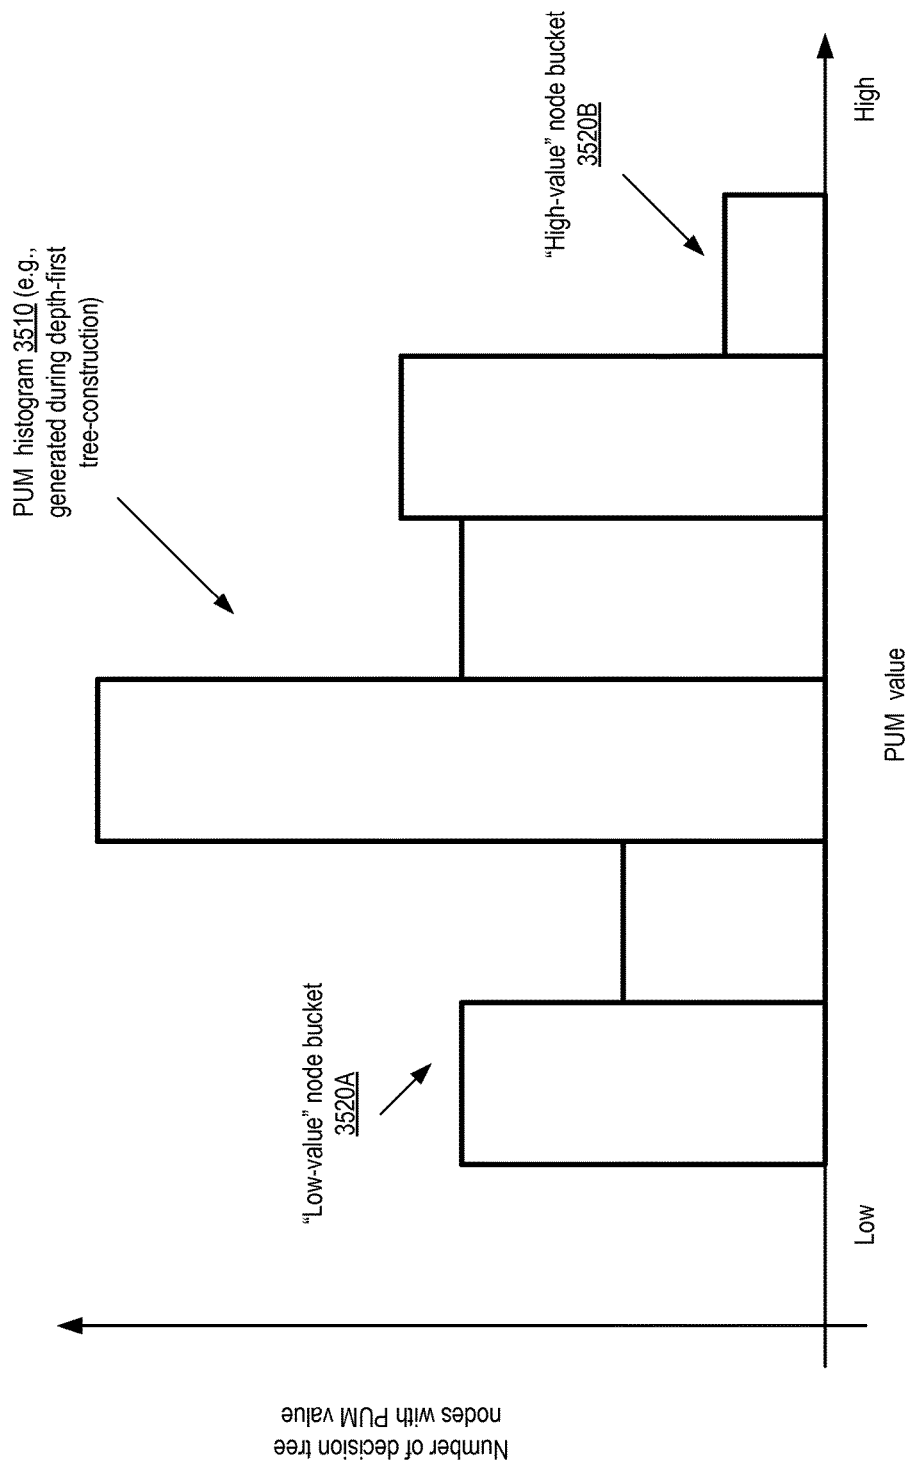 PUM histogram 3510 (e.g.,
generated during depth-first
tree-construction)
"High-value" node bucket
3520B
"Low-value" node bucket
3520A
Number of decision tree
nodes with PUM value
Low
PUM value
High